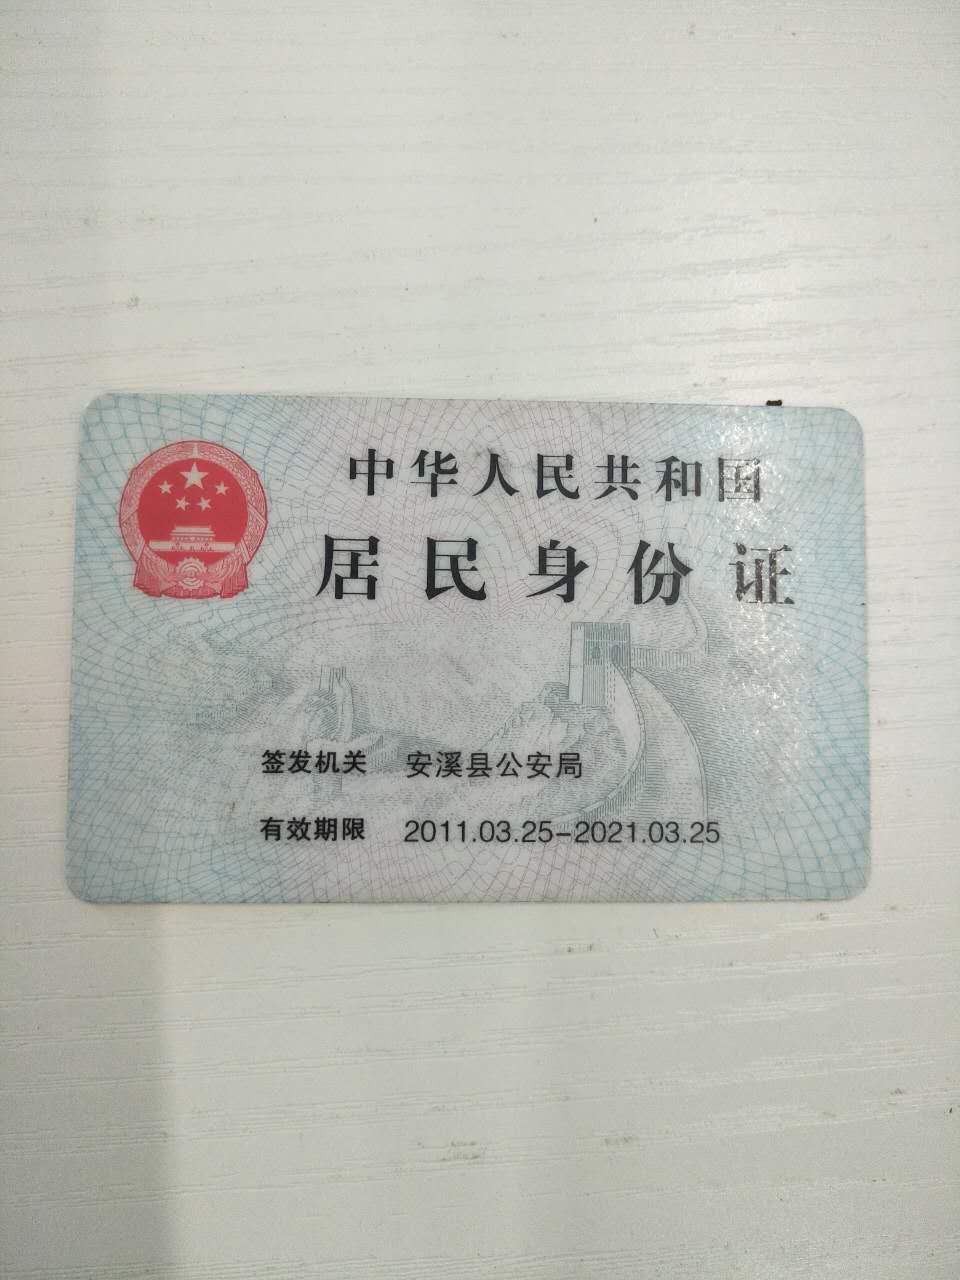 中华人民共和国
居民身份证
签发机关 安溪县公安局
有效期限 2011.03.25-2021.03.25